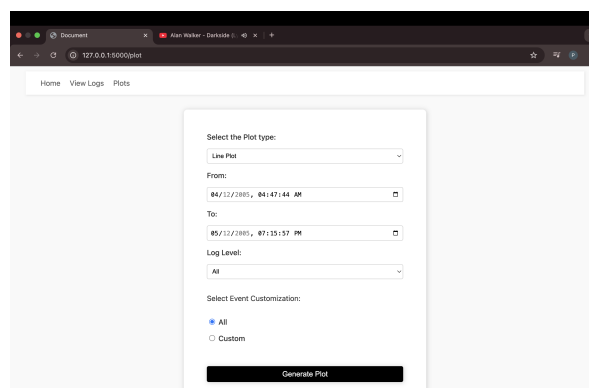 Document
Alan Walker - Darkside (
127.0.0.1:5000/plot
P
Home View Logs Plots
Select the Plot type:
Line Plot
From:
04/12/2005, 04:47:44 AM
To:
05/12/2005, 07:15:57 PM
Log Level:
All
Select Event Customization:
All
Custom
Generate Plot